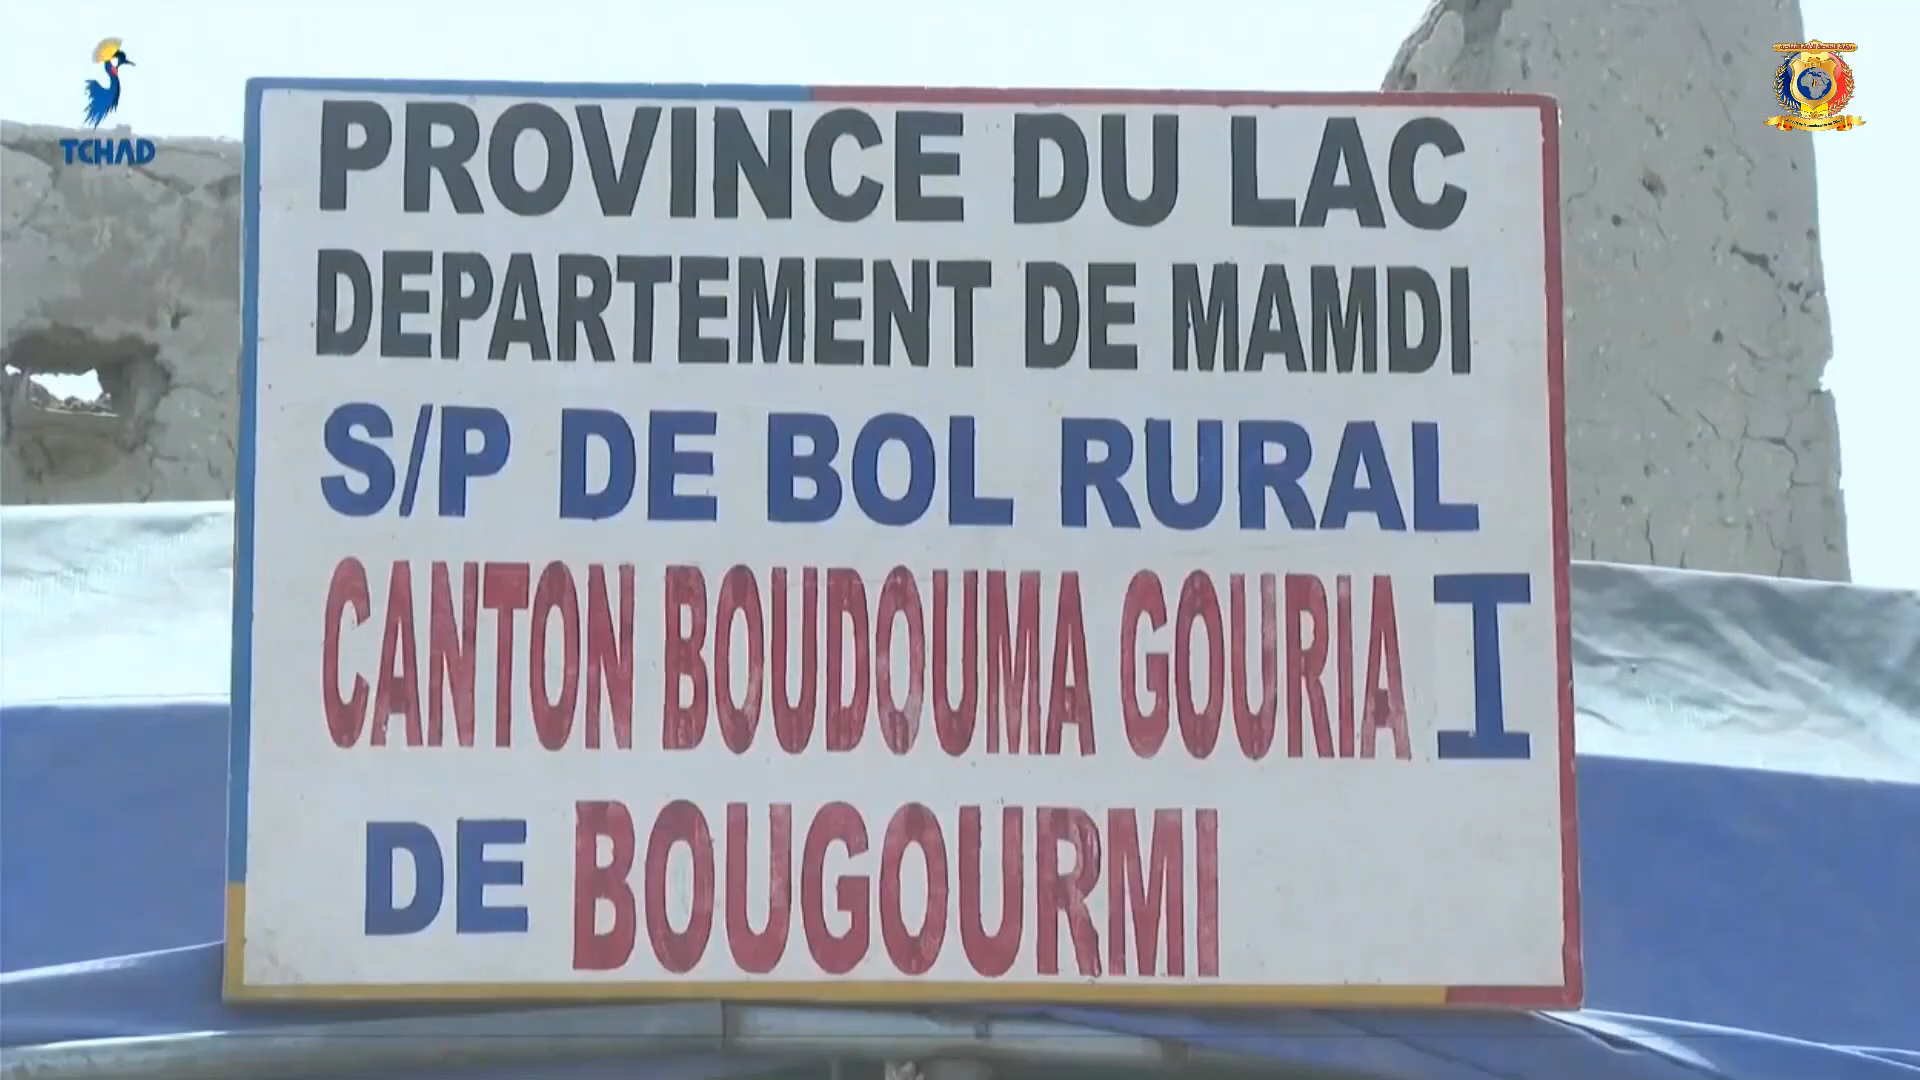 TCHAD
PROVINCE DU LAC
DEPARTEMENT DE MAMDI
S/P DE BOL RURAL
CANTON BOUDOUMA GOURIA I
DE BOUGOURMI